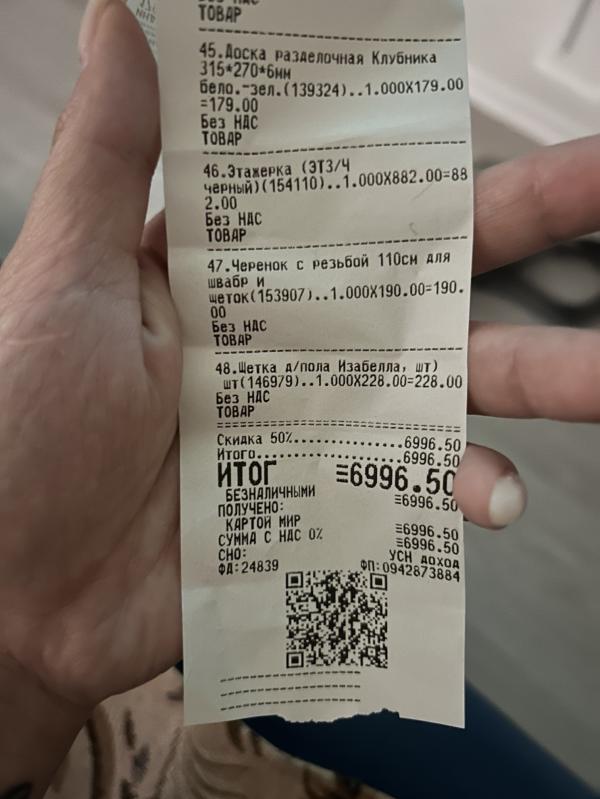 ТОВАР
45.Доска разделочная Клубника
315*270*6мм
бело.-зел.(139324)..1.000X179.00
=179.00
Без НДС
ТОВАР
46.Этажерка (ЭТЗ/Ч
черный)(154110)..1.000X882.00=88
2.00
Без НДС
ТОВАР
47.Черенок с резьбой 110см для
швабр и
щеток(153907)..1.000X190.00=190.
00
Без НДС
ТОВАР
48.Щетка д/пола Изабелла, шт)
шт(146979)..1.000X228.00=228.00
Без НДС
ТОВАР
Скидка 50%.............6996.50
Итого..................6996.50
ИТОГ ≡6996.50
БЕЗНАЛИЧНЫМИ ≡6996.50
ПОЛУЧЕНО:
КАРТОЙ МИР ≡6996.50
СУММА С НДС 0% ≡6996.50
СНО: УСН ДОХОД
ФД:24839 ФП:0942873884